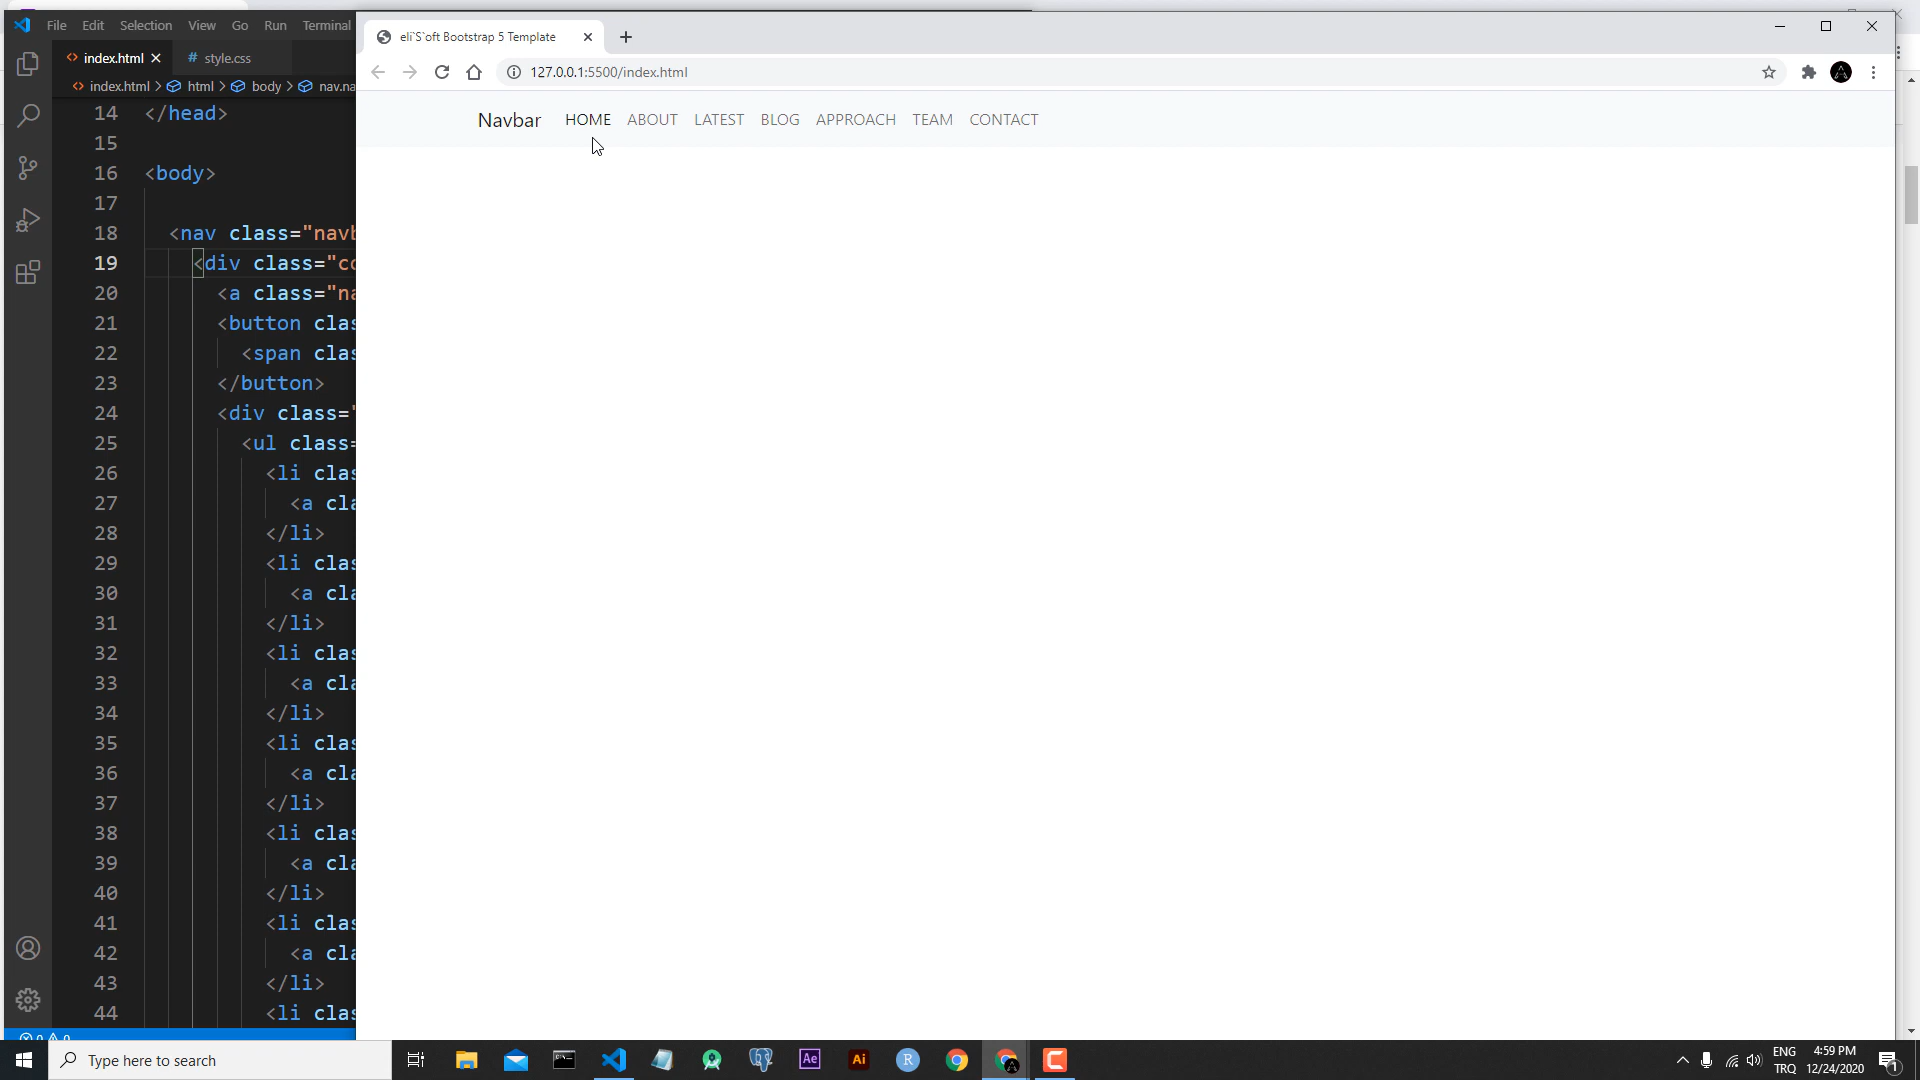 File Edit Selection View Go Run Terminal
index.html
# style.css
index.html > html > body > nav.na
14 </head>
15
16 <body>
17
18 <nav class="navb
19 <div class="co
20 <a class="na
21 <button clas
22 <span clas
23 </button>
24 <div class="
25 <ul class=
26 <li clas
27 <a cla
28 </li>
29 <li clas
30 <a cla
31 </li>
32 <li clas
33 <a cla
34 </li>
35 <li clas
36 <a cla
37 </li>
38 <li clas
39 <a cla
40 </li>
41 <li clas
42 <a cla
43 </li>
44 <li clas
eli`S`oft Bootstrap 5 Template
127.0.0.1:5500/index.html
Navbar HOME ABOUT LATEST BLOG APPROACH TEAM CONTACT
Type here to search
Ae Ai R
ENG
TRQ
4:59 PM
12/24/2020
1